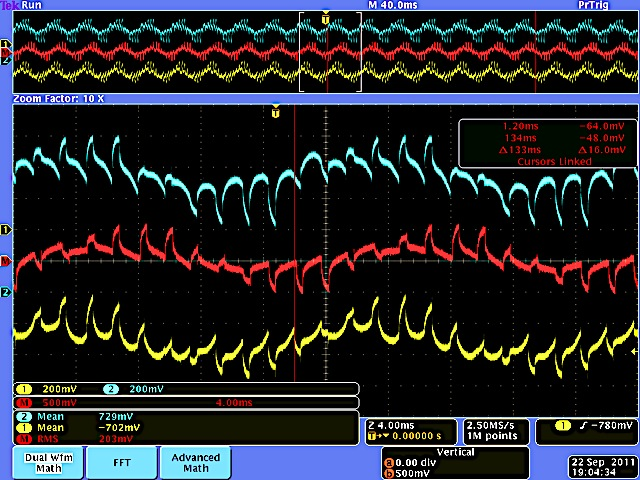 Tek Run M 40.0ms PrTrig
T
1
M
2
Zoom Factor: 10 X
T
1.20ms -64.0mV
134ms -48.0mV
Δ133ms Δ16.0mV
Cursors Linked
1
M
2
1 200mV 2 200mV
M 500mV 4.00ms
2 Mean 729mV
1 Mean -702mV
M RMS 203mV
Z 4.00ms
T→▾ 0.00000 s
2.50MS/s
1M points
1 ∫ -780mV
Dual Wfm
Math
FFT
Advanced
Math
Vertical
a 0.00 div
b 500mV
22 Sep 2011
19:04:34